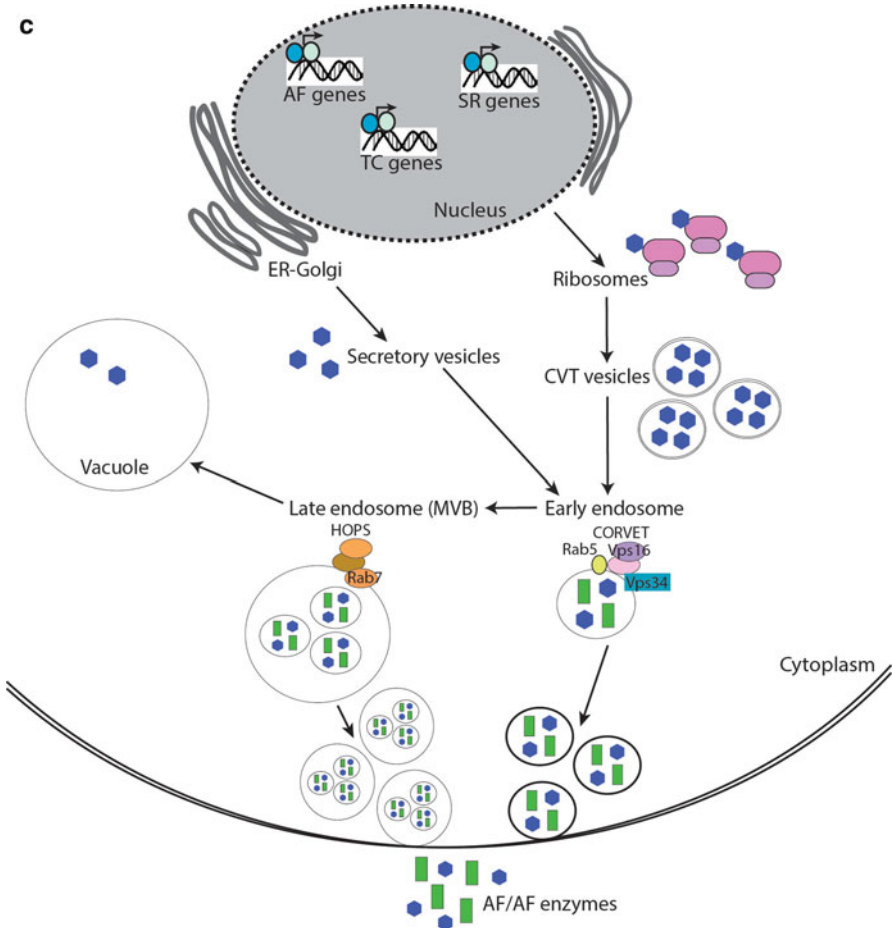 c
AF genes
SR genes
TC genes
Nucleus
ER-Golgi
Ribosomes
Secretory vesicles
CVT vesicles
Vacuole
Late endosome (MVB)
Early endosome
HOPS
CORVET
Rab5
Vps16
Rab7
Vps34
Cytoplasm
AF/AF enzymes